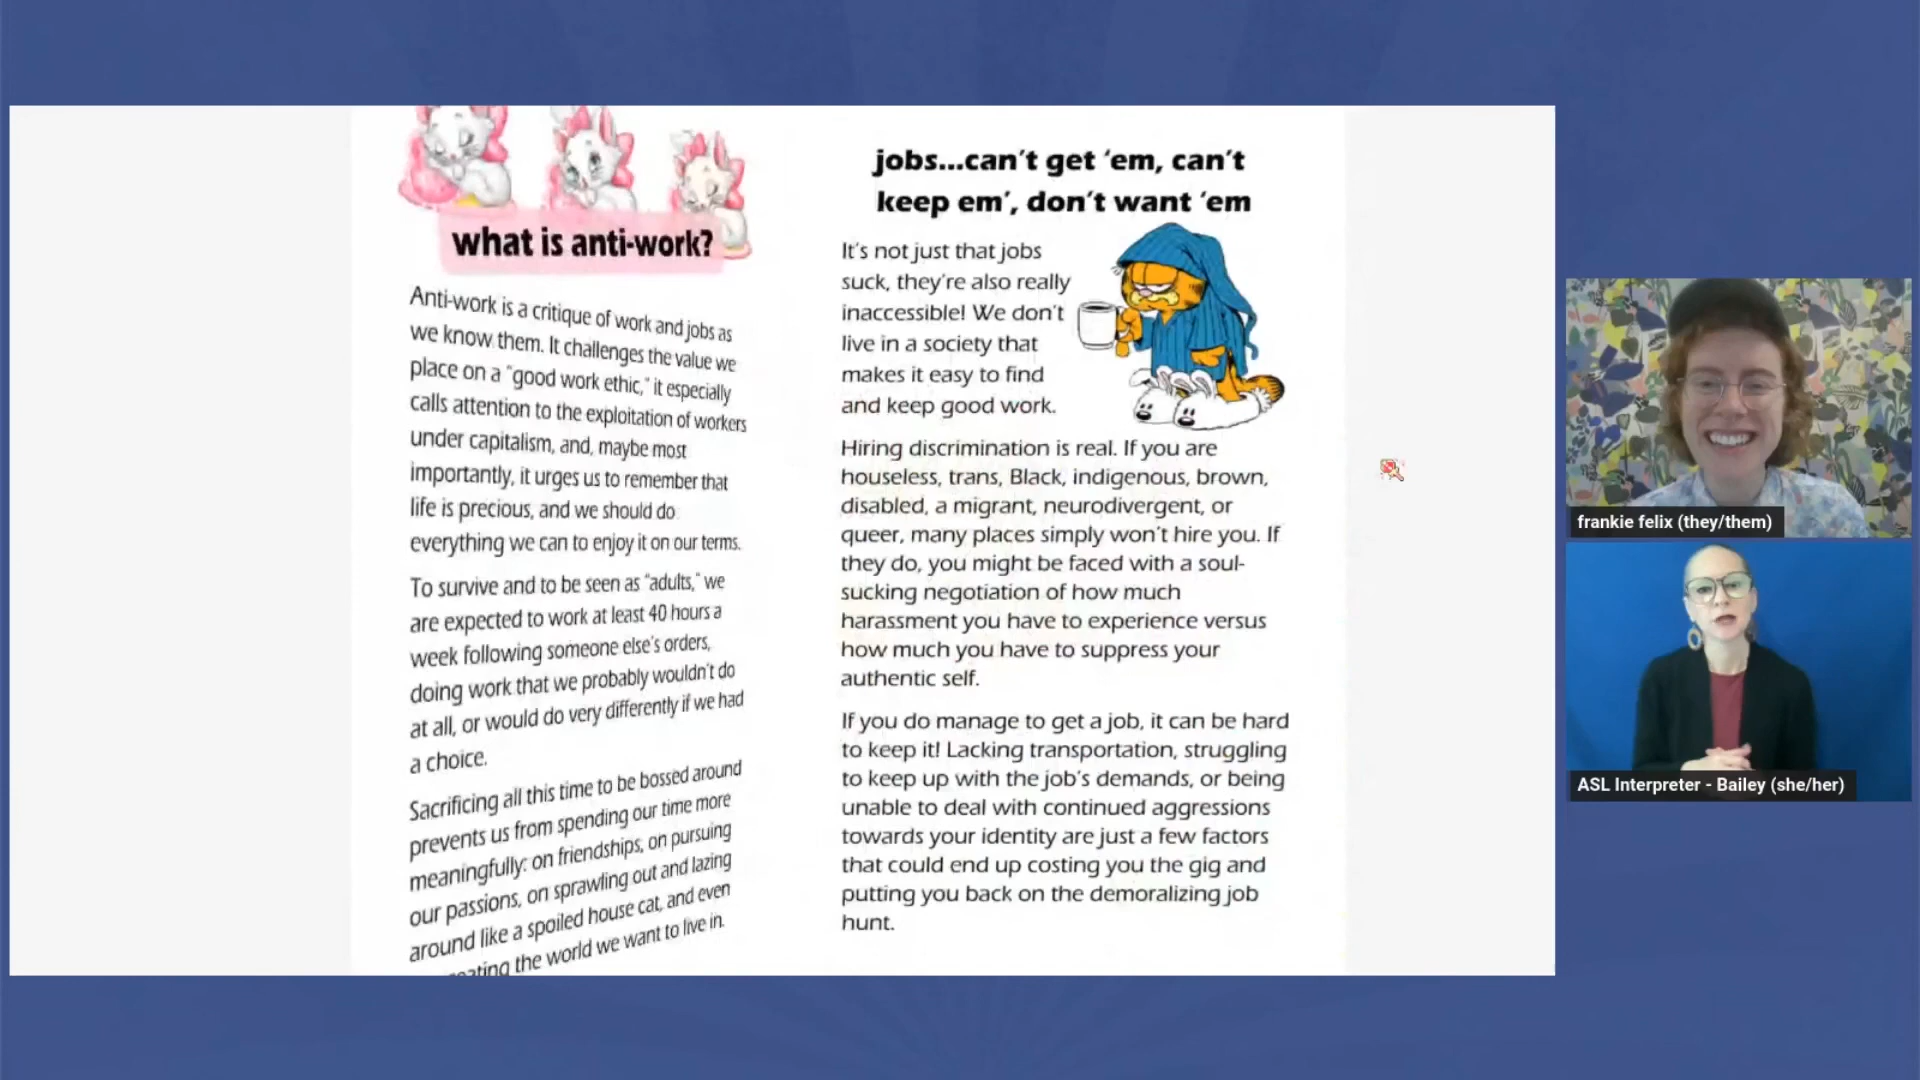 what is anti-work?
Anti-work is a critique of work and jobs as
we know them. It challenges the value we
place on a "good work ethic," it especially
calls attention to the exploitation of workers
under capitalism, and, maybe most
importantly, it urges us to remember that
life is precious, and we should do
everything we can to enjoy it on our terms.
To survive and to be seen as "adults," we
are expected to work at least 40 hours a
week following someone else's orders,
doing work that we probably wouldn't do
at all, or would do very differently if we had
a choice.
Sacrificing all this time to be bossed around
prevents us from spending our time more
meaningfully: on friendships, on pursuing
our passions, on sprawling out and lazing
around like a spoiled house cat, and even
the world we want to live in.
jobs...can't get 'em, can't
keep em', don't want 'em
It's not just that jobs
suck, they're also really
inaccessible! We don't
live in a society that
makes it easy to find
and keep good work.
Hiring discrimination is real. If you are
houseless, trans, Black, indigenous, brown,
disabled, a migrant, neurodivergent, or
queer, many places simply won't hire you. If
they do, you might be faced with a soul-
sucking negotiation of how much
harassment you have to experience versus
how much you have to suppress your
authentic self.
If you do manage to get a job, it can be hard
to keep it! Lacking transportation, struggling
to keep up with the job's demands, or being
unable to deal with continued aggressions
towards your identity are just a few factors
that could end up costing you the gig and
putting you back on the demoralizing job
hunt.
frankie felix (they/them)
ASL Interpreter - Bailey (she/her)